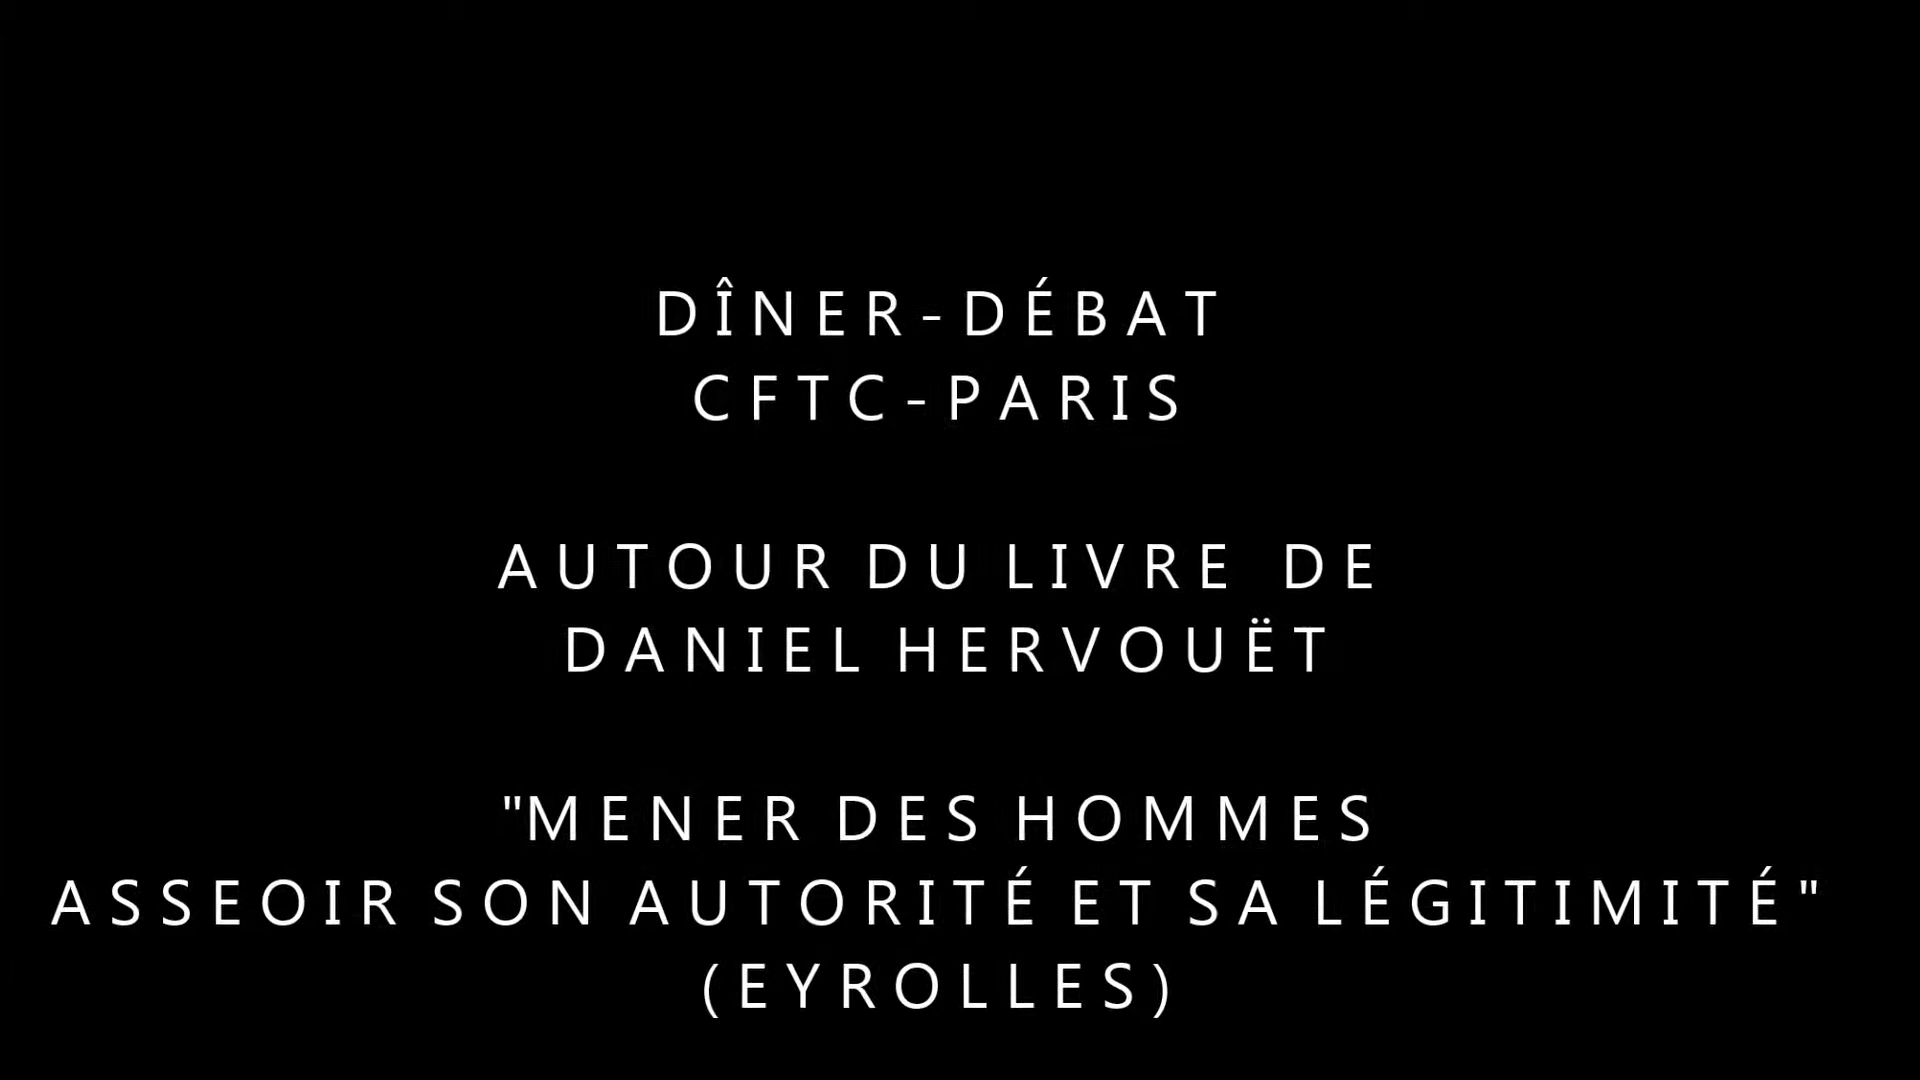 DÎNER-DÉBAT
CFTC-PARIS
AUTOUR DU LIVRE DE
DANIEL HERVOUËT
"MENER DES HOMMES
ASSEOIR SON AUTORITÉ ET SA LÉGITIMITÉ"
(EYROLLES)